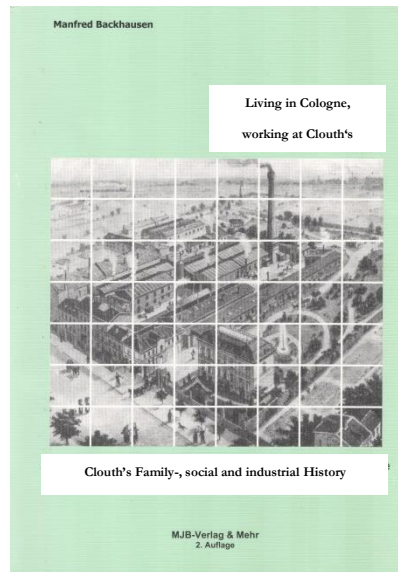 Manfred Backhausen
Living in Cologne,
working at Clouth‘s
Clouth’s Family-, social and industrial History
MJB-Verlag & Mehr
2. Auflage